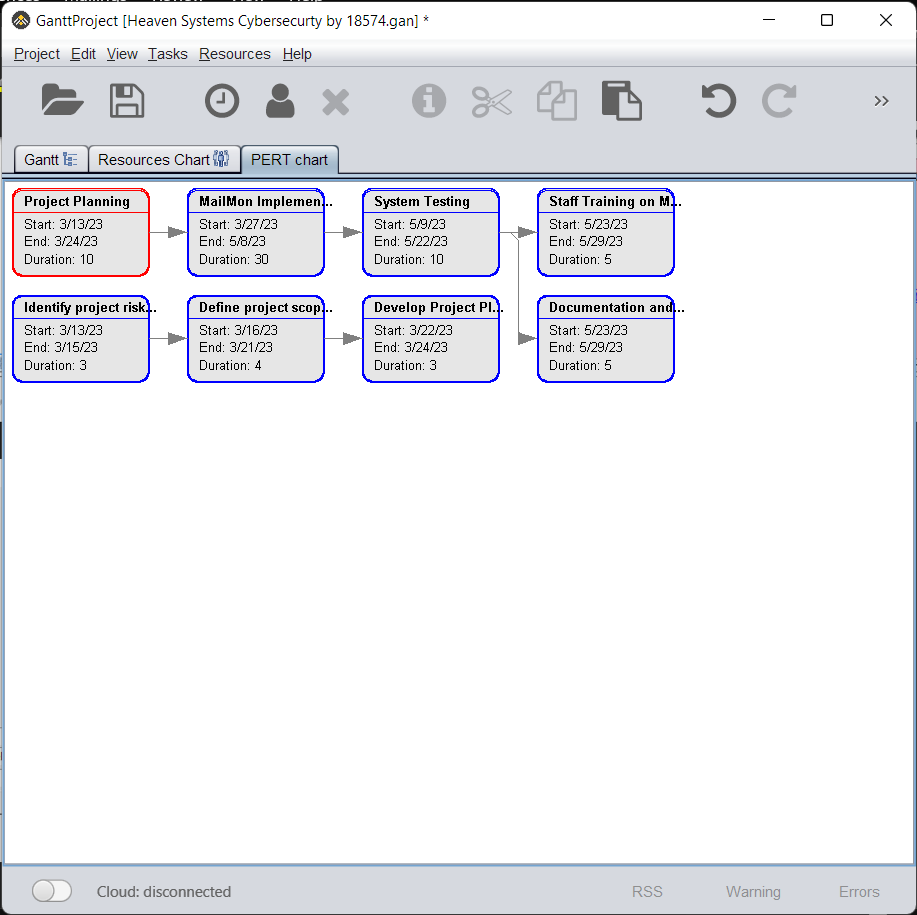 GanttProject [Heaven Systems Cybersecurty by 18574.gan] *
Project Edit View Tasks Resources Help
Gantt
Resources Chart
PERT chart
Project Planning
Start: 3/13/23
End: 3/24/23
Duration: 10
MailMon Implemen...
Start: 3/27/23
End: 5/8/23
Duration: 30
System Testing
Start: 5/9/23
End: 5/22/23
Duration: 10
Staff Training on M...
Start: 5/23/23
End: 5/29/23
Duration: 5
Identify project risk...
Start: 3/13/23
End: 3/15/23
Duration: 3
Define project scop...
Start: 3/16/23
End: 3/21/23
Duration: 4
Develop Project Pl...
Start: 3/22/23
End: 3/24/23
Duration: 3
Documentation and...
Start: 5/23/23
End: 5/29/23
Duration: 5
Cloud: disconnected
RSS
Warning
Errors